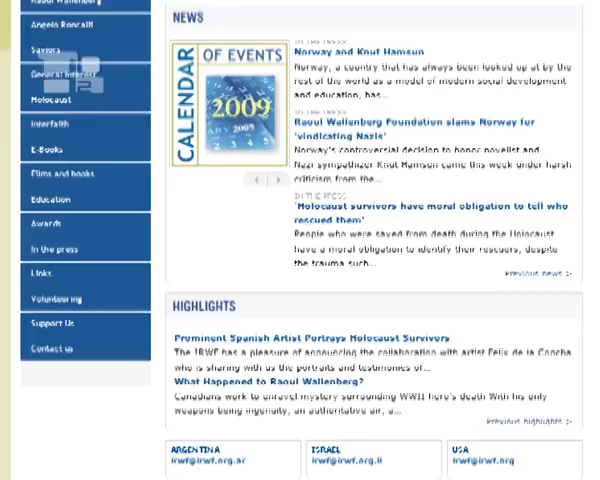 Raoul Wallenberg
Angelo Roncalli
Saviors
General Interest
Holocaust
Interfaith
E-Books
Films and books
Education
Awards
In the press
Links
Volunteering
Support Us
Contact us
NEWS
CALENDAR
OF EVENTS
2009
IN THE PRESS
Norway and Knut Hamsun
Norway, a country that has always been looked up at by the
rest of the world as a model of modern social development
and education, has...
IN THE PRESS
Raoul Wallenberg Foundation slams Norway for
'vindicating Nazis'
Norway's controversial decision to honor novelist and
Nazi sympathizer Knut Hamsun came this week under harsh
criticism from the...
IN THE PRESS
'Holocaust survivors have moral obligation to tell who
rescued them'
People who were saved from death during the Holocaust
have a moral obligation to identify their rescuers, despite
the trauma such...
Previous news >
HIGHLIGHTS
Prominent Spanish Artist Portrays Holocaust Survivors
The IRWF has a pleasure of announcing the collaboration with artist Felix de la Concha
who is sharing with us the portraits and testimonies of...
What Happened to Raoul Wallenberg?
Canadians work to unravel mystery surrounding WWII hero's death With his only
weapons being ingenuity, an authoritative air, a...
Previous highlights >
ARGENTINA
irwf@irwf.org.ar
ISRAEL
irwf@irwf.org.il
USA
irwf@irwf.org